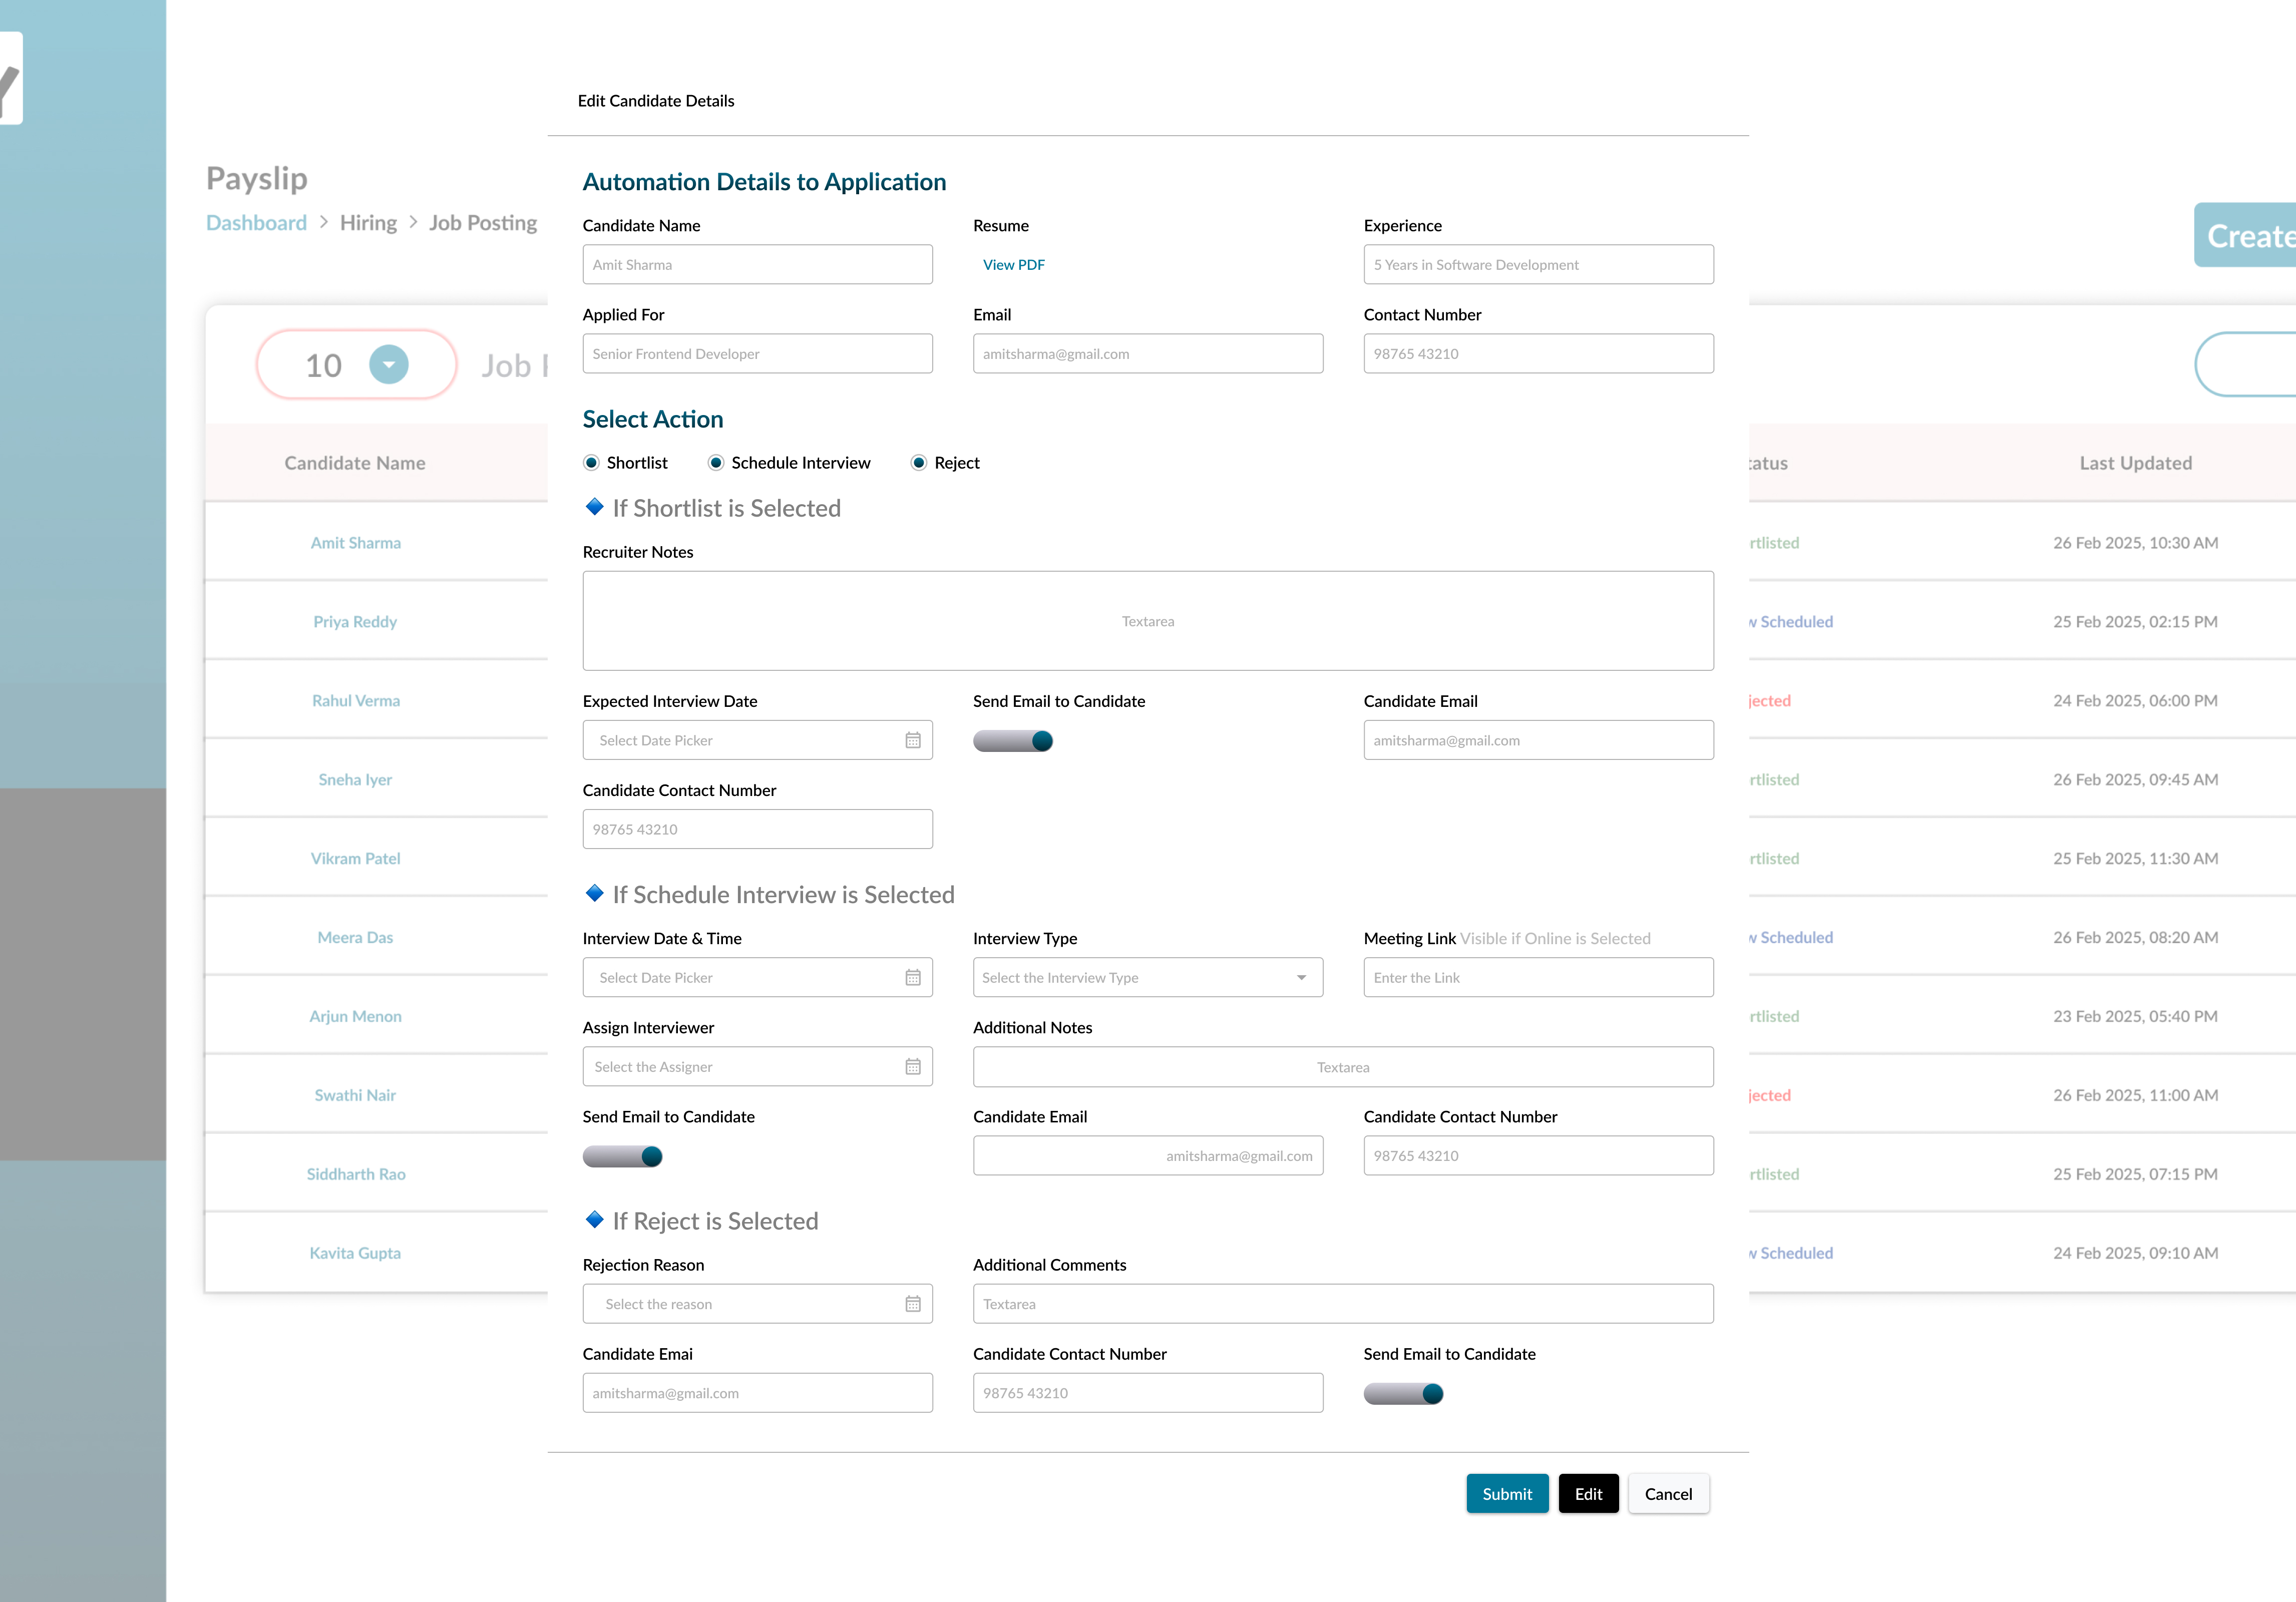 Edit Candidate Details
Payslip
Dashboard > Hiring > Job Posting
Create
Automation Details to Application
Candidate Name Resume Experience
Amit Sharma View PDF 5 Years in Software Development
Applied For Email Contact Number
Senior Frontend Developer amitsharma@gmail.com 98765 43210
10 Job
Select Action
Shortlist Schedule Interview Reject
If Shortlist is Selected
Recruiter Notes
Textarea
Expected Interview Date Send Email to Candidate Candidate Email
Select Date Picker amitsharma@gmail.com
Candidate Contact Number
98765 43210
If Schedule Interview is Selected
Interview Date & Time Interview Type Meeting Link Visible if Online is Selected
Select Date Picker Select the Interview Type Enter the Link
Assign Interviewer Additional Notes
Select the Assigner Textarea
Send Email to Candidate Candidate Email Candidate Contact Number
amitsharma@gmail.com 98765 43210
If Reject is Selected
Rejection Reason Additional Comments
Select the reason Textarea
Candidate Emai Candidate Contact Number Send Email to Candidate
amitsharma@gmail.com 98765 43210
Submit Edit Cancel
Candidate Name atus Last Updated
Amit Sharma rtlisted 26 Feb 2025, 10:30 AM
Priya Reddy w Scheduled 25 Feb 2025, 02:15 PM
Rahul Verma jected 24 Feb 2025, 06:00 PM
Sneha Iyer rtlisted 26 Feb 2025, 09:45 AM
Vikram Patel rtlisted 25 Feb 2025, 11:30 AM
Meera Das w Scheduled 26 Feb 2025, 08:20 AM
Arjun Menon rtlisted 23 Feb 2025, 05:40 PM
Swathi Nair jected 26 Feb 2025, 11:00 AM
Siddharth Rao rtlisted 25 Feb 2025, 07:15 PM
Kavita Gupta w Scheduled 24 Feb 2025, 09:10 AM